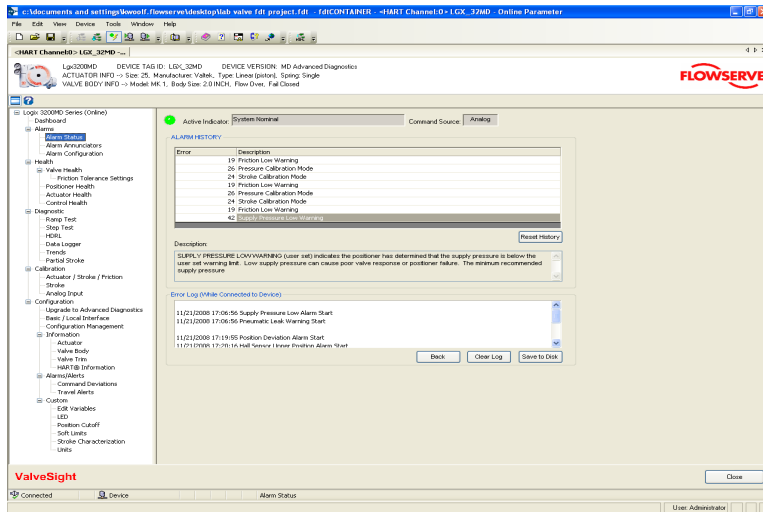 c:\documents and settings\kwoolf.flowserve\desktop\lab valve fdt project.fdt - fdtCONTAINER - <HART Channel:0> LGX_32MD - Online Parameter
File Edit View Device Tools Window Help
<HART Channel:0> LGX_32MD -...
Lgx3200MD DEVICE TAG ID: LGX_32MD DEVICE VERSION: MD Advanced Diagnostics
ACTUATOR INFO --> Size: 25, Manufacturer: Valtek, Type: Linear (piston), Spring: Single
VALVE BODY INFO --> Model: MK 1, Body Size: 2.0 INCH, Flow Over, Fail Closed
FLOWSERVE
Logix 3200MD Series (Online)
Dashboard
Alarms
Alarm Status
Alarm Annunciators
Alarm Configuration
Health
Valve Health
Friction Tolerance Settings
Positioner Health
Actuator Health
Control Health
Diagnostic
Ramp Test
Step Test
HDRL
Data Logger
Trends
Partial Stroke
Calibration
Actuator / Stroke / Friction
Stroke
Analog Input
Configuration
Upgrade to Advanced Diagnostics
Basic / Local Interface
Configuration Management
Information
Actuator
Valve Body
Valve Trim
HART® Information
Alarms/Alerts
Command Deviations
Travel Alerts
Custom
Edit Variables
LED
Position Cutoff
Soft Limits
Stroke Characterization
Units
Active Indicator: System Nominal Command Source: Analog
ALARM HISTORY
Error Description
19 Friction Low Warning
26 Pressure Calibration Mode
24 Stroke Calibration Mode
19 Friction Low Warning
26 Pressure Calibration Mode
24 Stroke Calibration Mode
19 Friction Low Warning
42 Supply Pressure Low Warning
Reset History
Description:
SUPPLY PRESSURE LOW WARNING (user set) indicates the positioner has determined that the supply pressure is below the
user set warning limit. Low supply pressure can cause poor valve response or positioner failure. The minimum recommended
supply pressure
Error Log (While Connected to Device)
11/21/2008 17:06:56 Supply Pressure Low Alarm Start
11/21/2008 17:06:56 Pneumatic Leak Warning Start
11/21/2008 17:19:55 Position Deviation Alarm Start
11/21/2008 17:20:16 Hall Sensor Upper Position Alarm Start
Back Clear Log Save to Disk
ValveSight
Close
Connected Device Alarm Status
User: Administrator